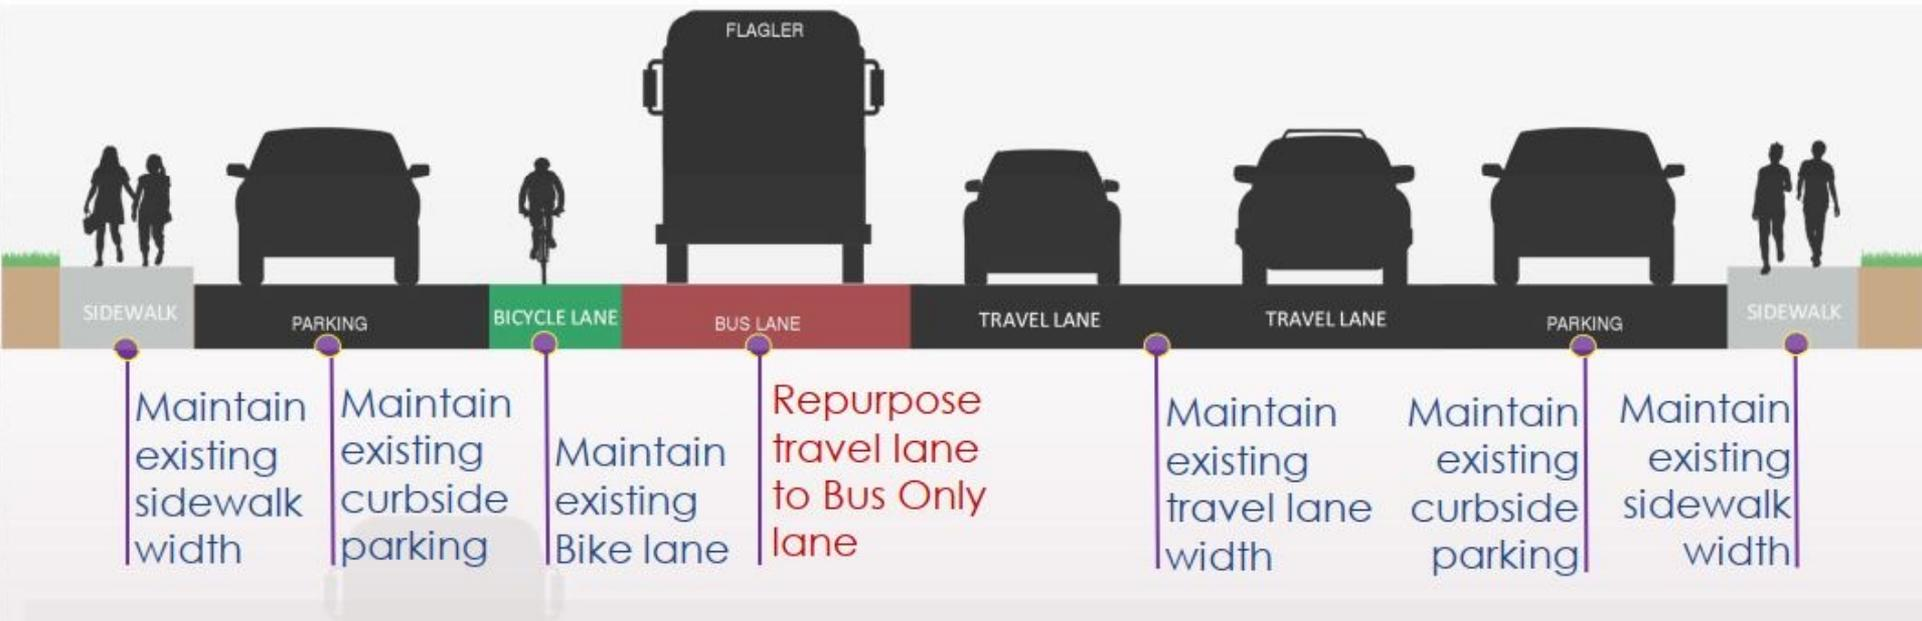 FLAGLER
SIDEWALK
PARKING
BICYCLE LANE
BUS LANE
TRAVEL LANE
TRAVEL LANE
PARKING
SIDEWALK
Maintain
existing
sidewalk
width
Maintain
existing
curbside
parking
Maintain
existing
Bike lane
Repurpose
travel lane
to Bus Only
lane
Maintain
existing
travel lane
width
Maintain
existing
curbside
parking
Maintain
existing
sidewalk
width